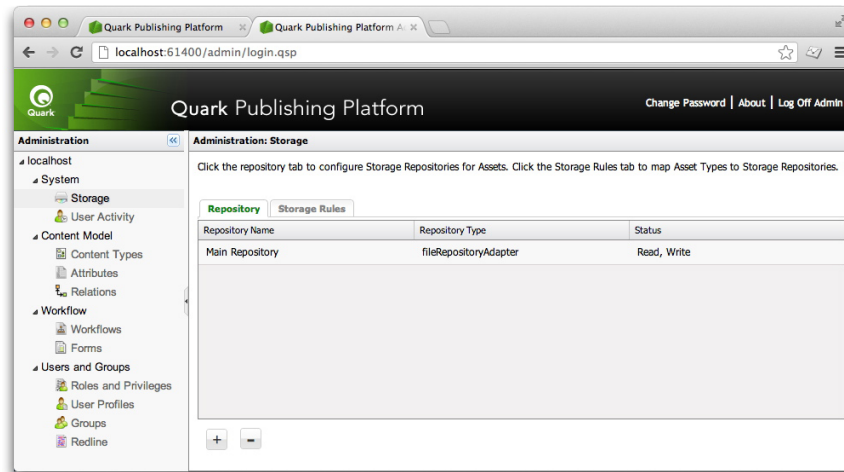 Quark Publishing Platform
Quark Publishing Platform A
localhost:61400/admin/login.qsp
Quark
Quark Publishing Platform
Change Password | About | Log Off Admin
Administration
Administration: Storage
localhost
System
Storage
User Activity
Content Model
Content Types
Attributes
Relations
Workflow
Workflows
Forms
Users and Groups
Roles and Privileges
User Profiles
Groups
Redline
Click the repository tab to configure Storage Repositories for Assets. Click the Storage Rules tab to map Asset Types to Storage Repositories.
Repository
Storage Rules
Repository Name Repository Type Status
Main Repository fileRepositoryAdapter Read, Write